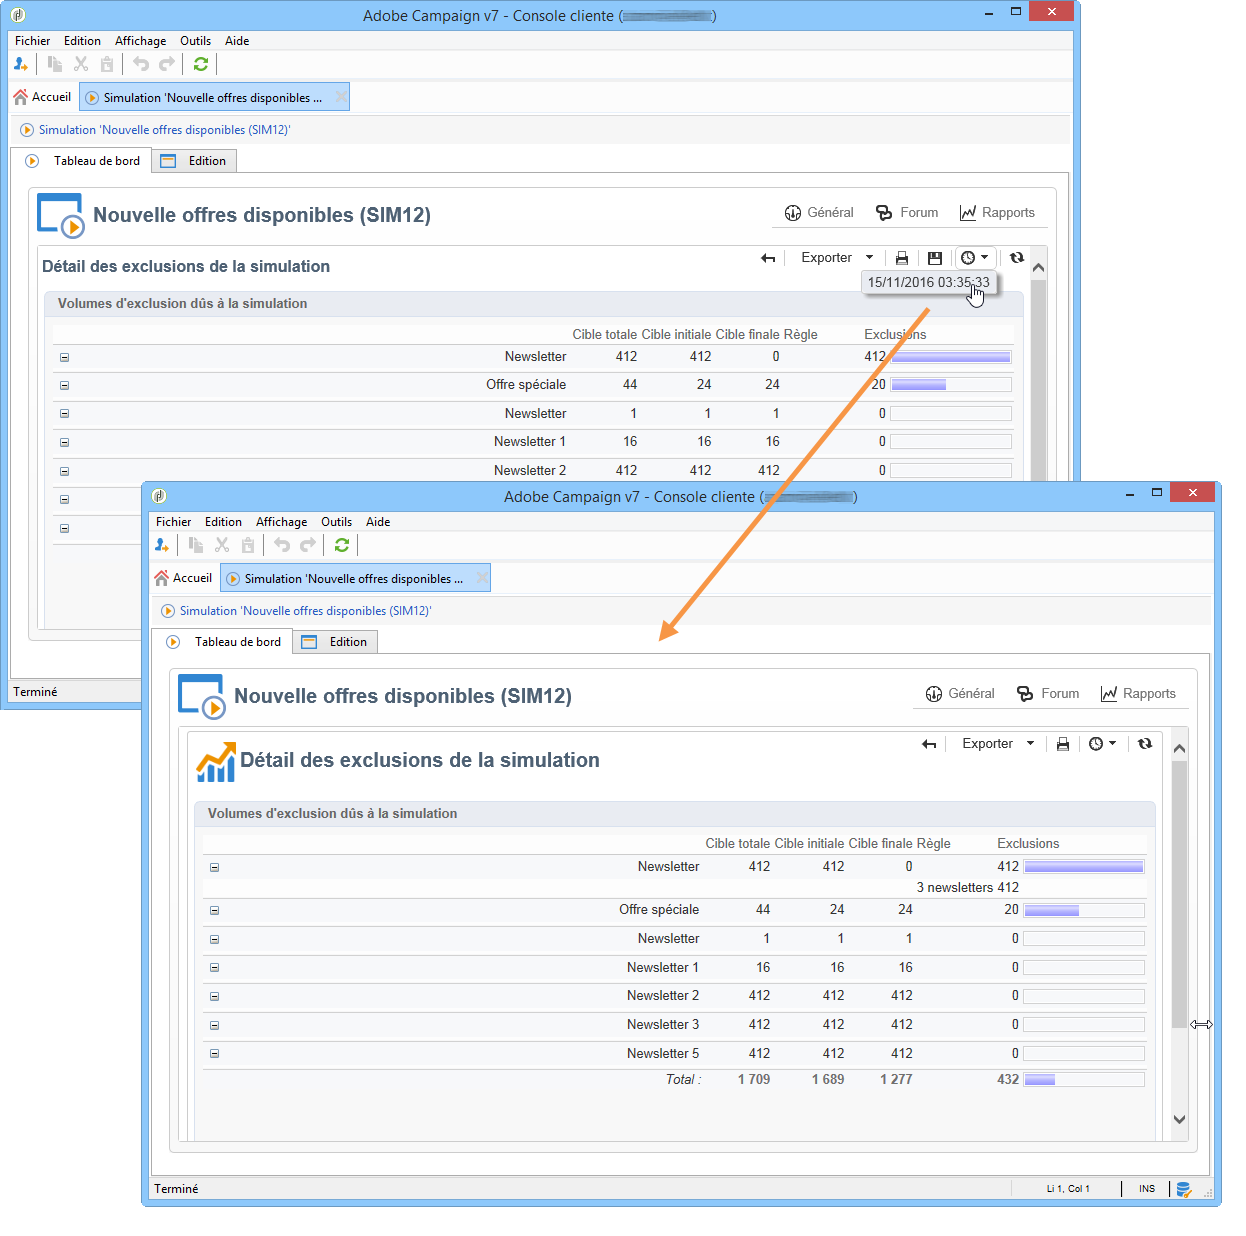 Adobe Campaign v7 - Console cliente (
)
Fichier Edition Affichage Outils Aide
Accueil Simulation 'Nouvelle offres disponibles ...
Simulation 'Nouvelle offres disponibles (SIM12)'
Tableau de bord Edition
Nouvelle offres disponibles (SIM12)
Général Forum Rapports
Exporter
Détail des exclusions de la simulation
15/11/2016 03:35:33
Volumes d'exclusion dûs à la simulation
Cible totale Cible initiale Cible finale Règle Exclusions
Newsletter 412 412 0 412
Offre spéciale 44 24 24 20
Newsletter 1 1 1 0
Newsletter 1 16 16 16 0
Newsletter 2 412 412 412 0
Terminé
Adobe Campaign v7 - Console cliente (
)
Fichier Edition Affichage Outils Aide
Accueil Simulation 'Nouvelle offres disponibles ...
Simulation 'Nouvelle offres disponibles (SIM12)'
Tableau de bord Edition
Nouvelle offres disponibles (SIM12)
Général Forum Rapports
Exporter
Détail des exclusions de la simulation
Volumes d'exclusion dûs à la simulation
Cible totale Cible initiale Cible finale Règle Exclusions
Newsletter 412 412 0 412
3 newsletters 412
Offre spéciale 44 24 24 20
Newsletter 1 1 1 0
Newsletter 1 16 16 16 0
Newsletter 2 412 412 412 0
Newsletter 3 412 412 412 0
Newsletter 5 412 412 412 0
Total : 1 709 1 689 1 277 432
Terminé
Li 1, Col 1 INS